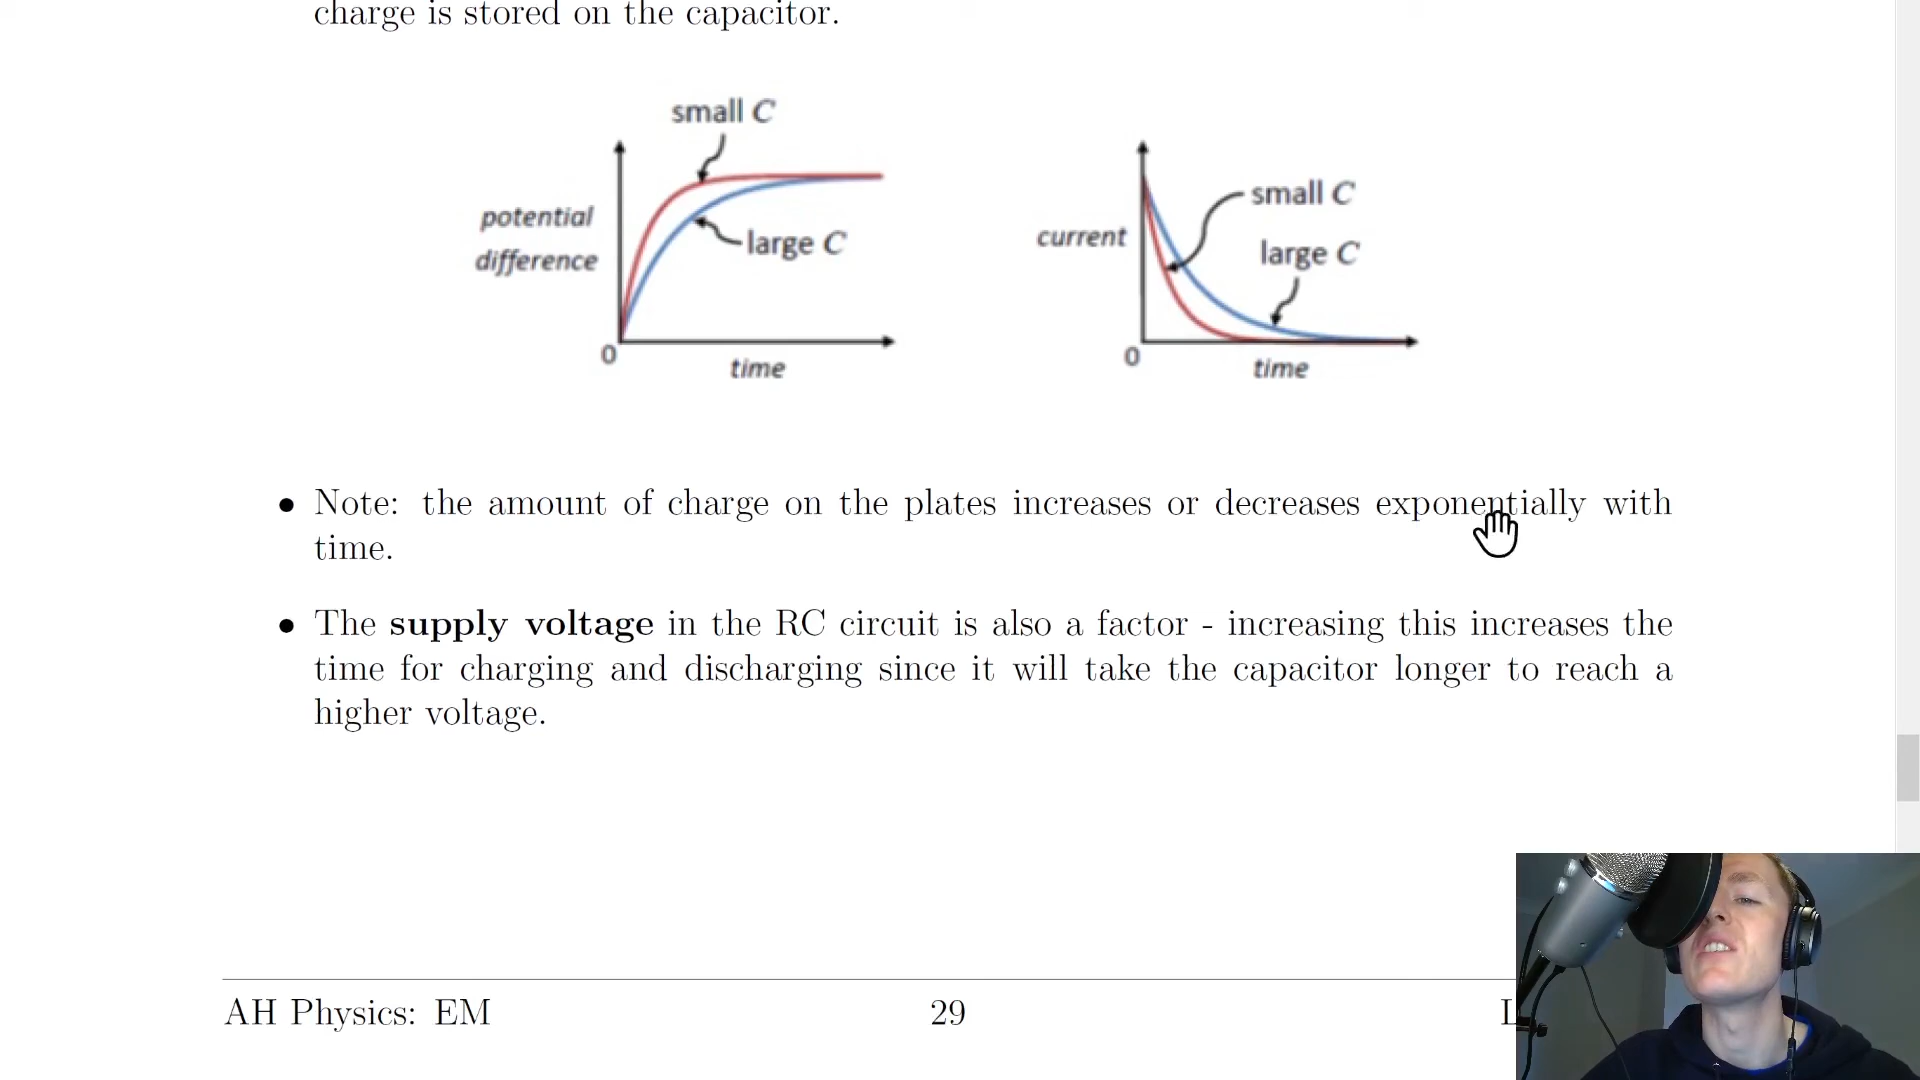 charge is stored on the capacitor.
small C
potential
difference
large C
0
time
small C
current
large C
0
time
• Note: the amount of charge on the plates increases or decreases exponentially with
time.
• The supply voltage in the RC circuit is also a factor - increasing this increases the
time for charging and discharging since it will take the capacitor longer to reach a
higher voltage.
AH Physics: EM
29